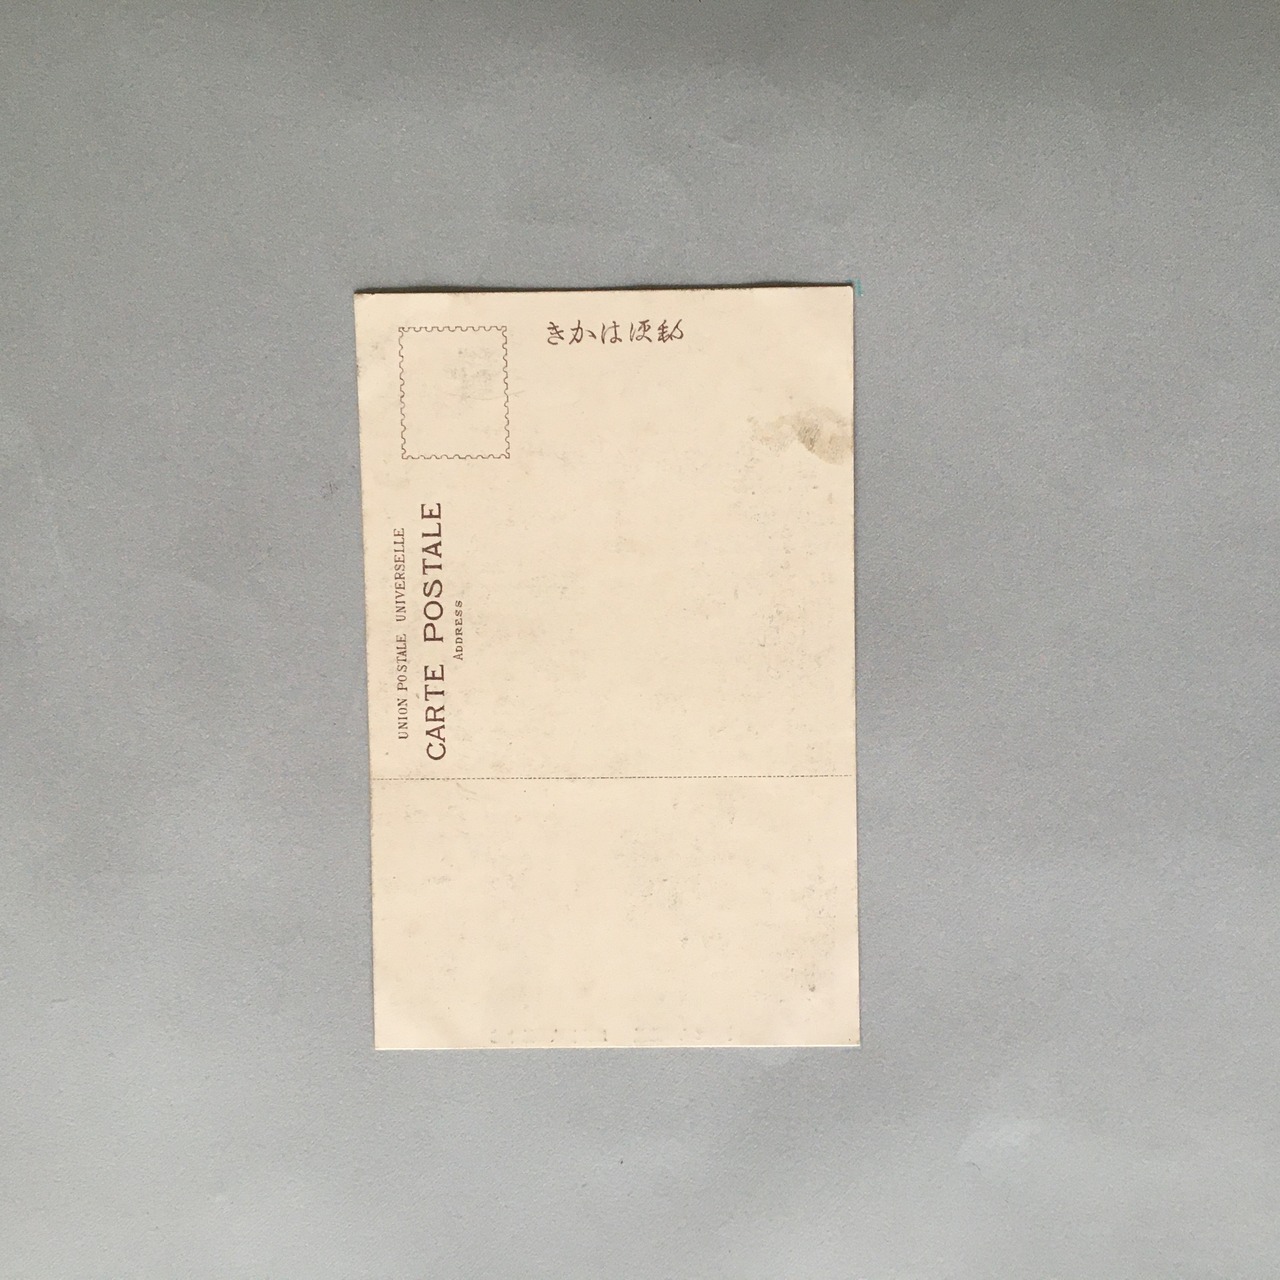 きかは便郵
UNION POSTALE UNIVERSELLE
CARTE POSTALE
ADDRESS